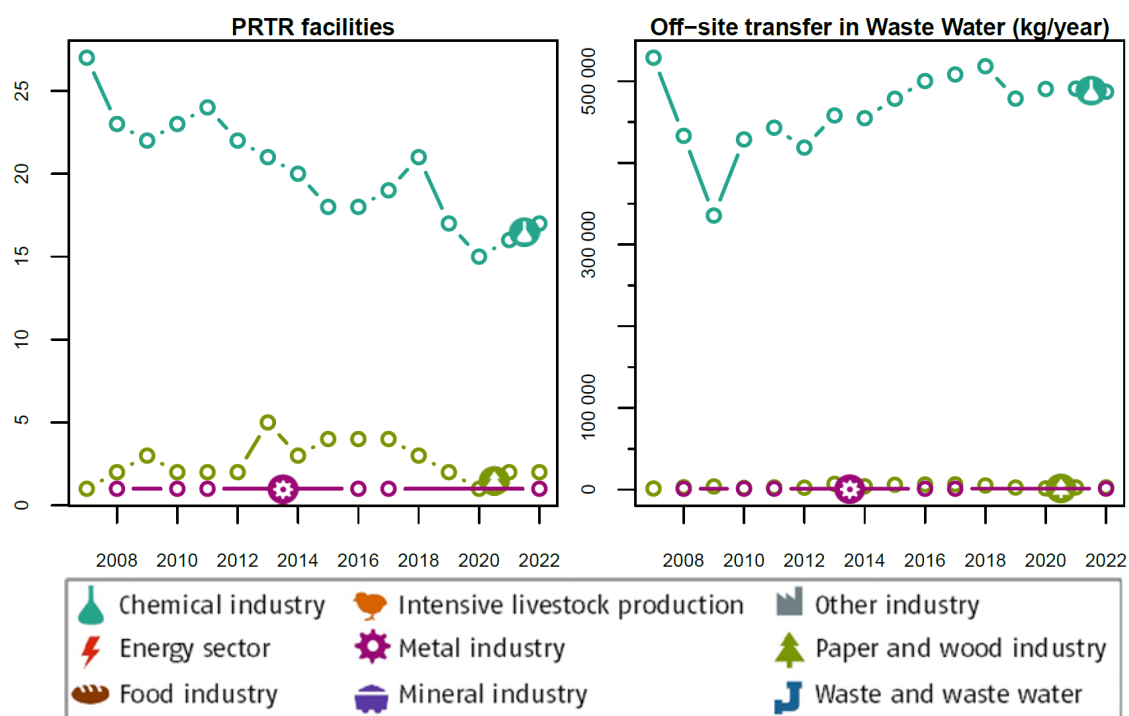 PRTR facilities
Off−site transfer in Waste Water (kg/year)
25
20
15
10
5
0
500 000
300 000
100 000
0
2008 2010 2012 2014 2016 2018 2020 2022
2008 2010 2012 2014 2016 2018 2020 2022
Chemical industry Intensive livestock production Other industry
Energy sector Metal industry Paper and wood industry
Food industry Mineral industry Waste and waste water